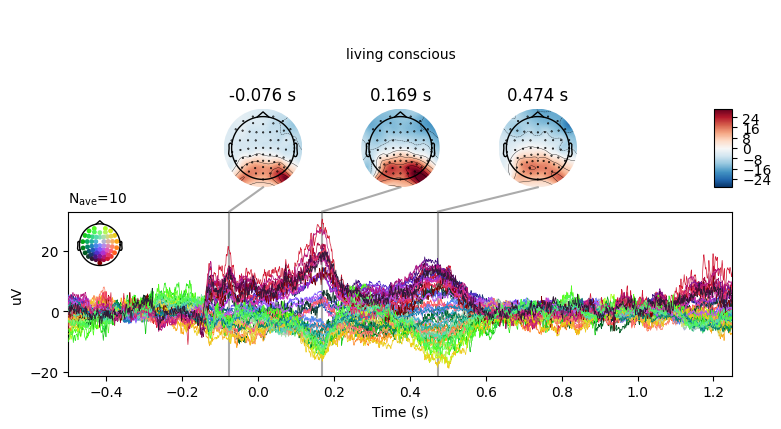 living conscious
-0.076 s 0.169 s 0.474 s
24
16
8
0
−8
−16
−24
Nave=10
20
0
−20
uV
−0.4 −0.2 0.0 0.2 0.4 0.6 0.8 1.0 1.2
Time (s)